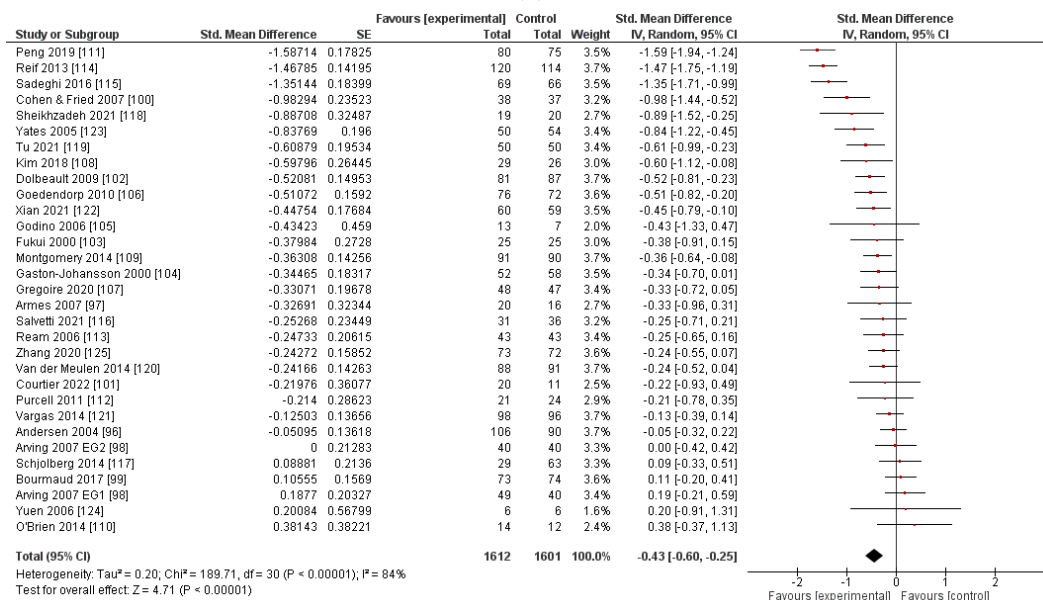 Favours [experimental] Control Std. Mean Difference Std. Mean Difference
Study or Subgroup Std. Mean Difference SE Total Total Weight IV, Random, 95% CI IV, Random, 95% CI
Peng 2019 [111] -1.58714 0.17825 80 75 3.5% -1.59 [-1.94, -1.24]
Reif 2013 [114] -1.46785 0.14195 120 114 3.7% -1.47 [-1.75, -1.19]
Sadeghi 2016 [115] -1.35144 0.18399 69 66 3.5% -1.35 [-1.71, -0.99]
Cohen & Fried 2007 [100] -0.98294 0.23523 38 37 3.2% -0.98 [-1.44, -0.52]
Sheikhzadeh 2021 [118] -0.88708 0.32487 19 20 2.7% -0.89 [-1.52, -0.25]
Yates 2005 [123] -0.83769 0.196 50 54 3.4% -0.84 [-1.22, -0.45]
Tu 2021 [119] -0.60879 0.19534 50 50 3.4% -0.61 [-0.99, -0.23]
Kim 2018 [108] -0.59796 0.26445 29 26 3.0% -0.60 [-1.12, -0.08]
Dolbeault 2009 [102] -0.52081 0.14953 81 87 3.7% -0.52 [-0.81, -0.23]
Goedendorp 2010 [106] -0.51072 0.1592 76 72 3.6% -0.51 [-0.82, -0.20]
Xian 2021 [122] -0.44754 0.17684 60 59 3.5% -0.45 [-0.79, -0.10]
Godino 2006 [105] -0.43423 0.459 13 7 2.0% -0.43 [-1.33, 0.47]
Fukui 2000 [103] -0.37984 0.2728 25 25 3.0% -0.38 [-0.91, 0.15]
Montgomery 2014 [109] -0.36308 0.14256 91 90 3.7% -0.36 [-0.64, -0.08]
Gaston-Johansson 2000 [104] -0.34465 0.18317 52 58 3.5% -0.34 [-0.70, 0.01]
Gregoire 2020 [107] -0.33071 0.19678 48 47 3.4% -0.33 [-0.72, 0.05]
Armes 2007 [97] -0.32691 0.32344 20 16 2.7% -0.33 [-0.96, 0.31]
Salvetti 2021 [116] -0.25268 0.23449 31 36 3.2% -0.25 [-0.71, 0.21]
Ream 2006 [113] -0.24733 0.20615 43 43 3.4% -0.25 [-0.65, 0.16]
Zhang 2020 [125] -0.24272 0.15852 73 72 3.6% -0.24 [-0.55, 0.07]
Van der Meulen 2014 [120] -0.24166 0.14263 88 91 3.7% -0.24 [-0.52, 0.04]
Courtier 2022 [101] -0.21976 0.36077 20 11 2.5% -0.22 [-0.93, 0.49]
Purcell 2011 [112] -0.214 0.28623 21 24 2.9% -0.21 [-0.78, 0.35]
Vargas 2014 [121] -0.12503 0.13656 98 96 3.7% -0.13 [-0.39, 0.14]
Andersen 2004 [96] -0.05095 0.13618 106 90 3.7% -0.05 [-0.32, 0.22]
Arving 2007 EG2 [98] 0 0.21283 40 40 3.3% 0.00 [-0.42, 0.42]
Schjolberg 2014 [117] 0.08881 0.2136 29 63 3.3% 0.09 [-0.33, 0.51]
Bourmaud 2017 [99] 0.10555 0.1569 73 74 3.6% 0.11 [-0.20, 0.41]
Arving 2007 EG1 [98] 0.1877 0.20327 49 40 3.4% 0.19 [-0.21, 0.59]
Yuen 2006 [124] 0.20084 0.56799 6 6 1.6% 0.20 [-0.91, 1.31]
O'Brien 2014 [110] 0.38143 0.38221 14 12 2.4% 0.38 [-0.37, 1.13]
Total (95% CI) 1612 1601 100.0% -0.43 [-0.60, -0.25]
Heterogeneity: Tau² = 0.20; Chi² = 189.71, df = 30 (P < 0.00001); I² = 84%
Test for overall effect: Z = 4.71 (P < 0.00001)
-2 -1 0 1 2
Favours [experimental] Favours [control]